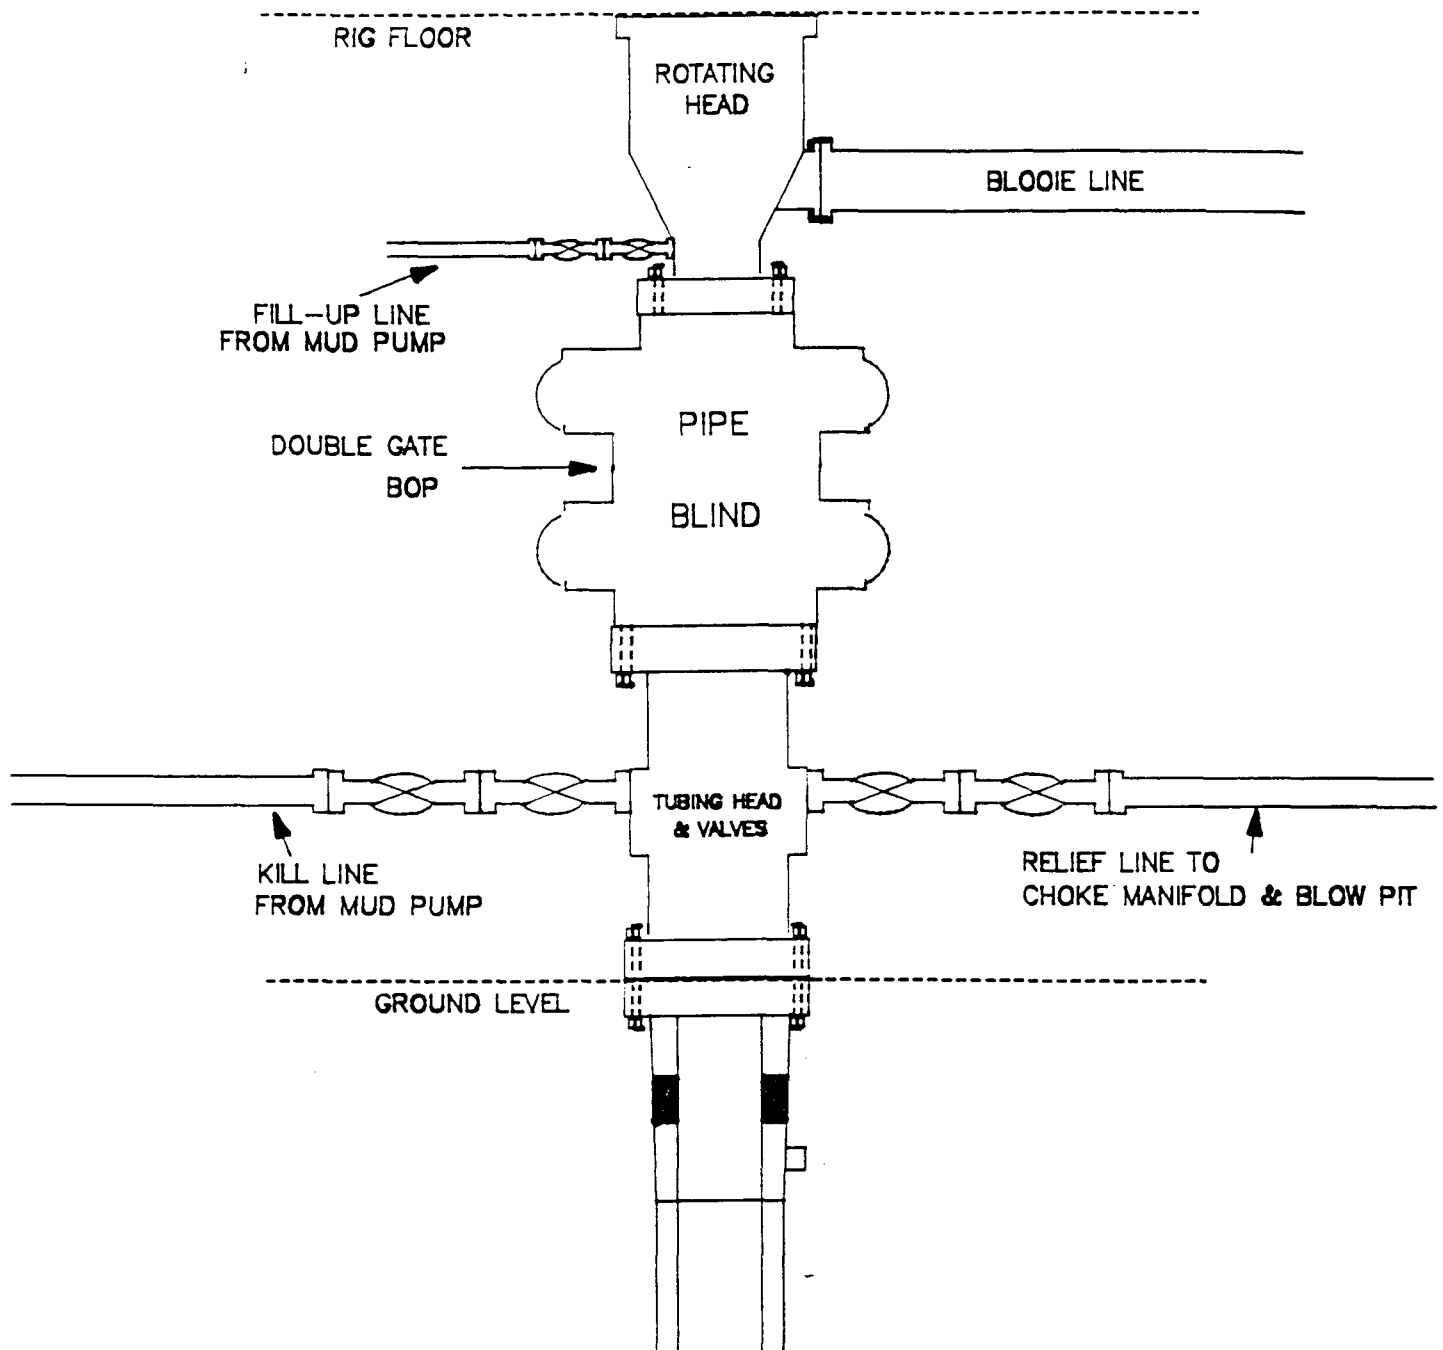 RIG FLOOR
ROTATING
HEAD
BLOOIE LINE
FILL-UP LINE
FROM MUD PUMP
PIPE
DOUBLE GATE
BOP
BLIND
TUBING HEAD
& VALVES
KILL LINE
FROM MUD PUMP
RELIEF LINE TO
CHOKE MANIFOLD & BLOW PIT
GROUND LEVEL